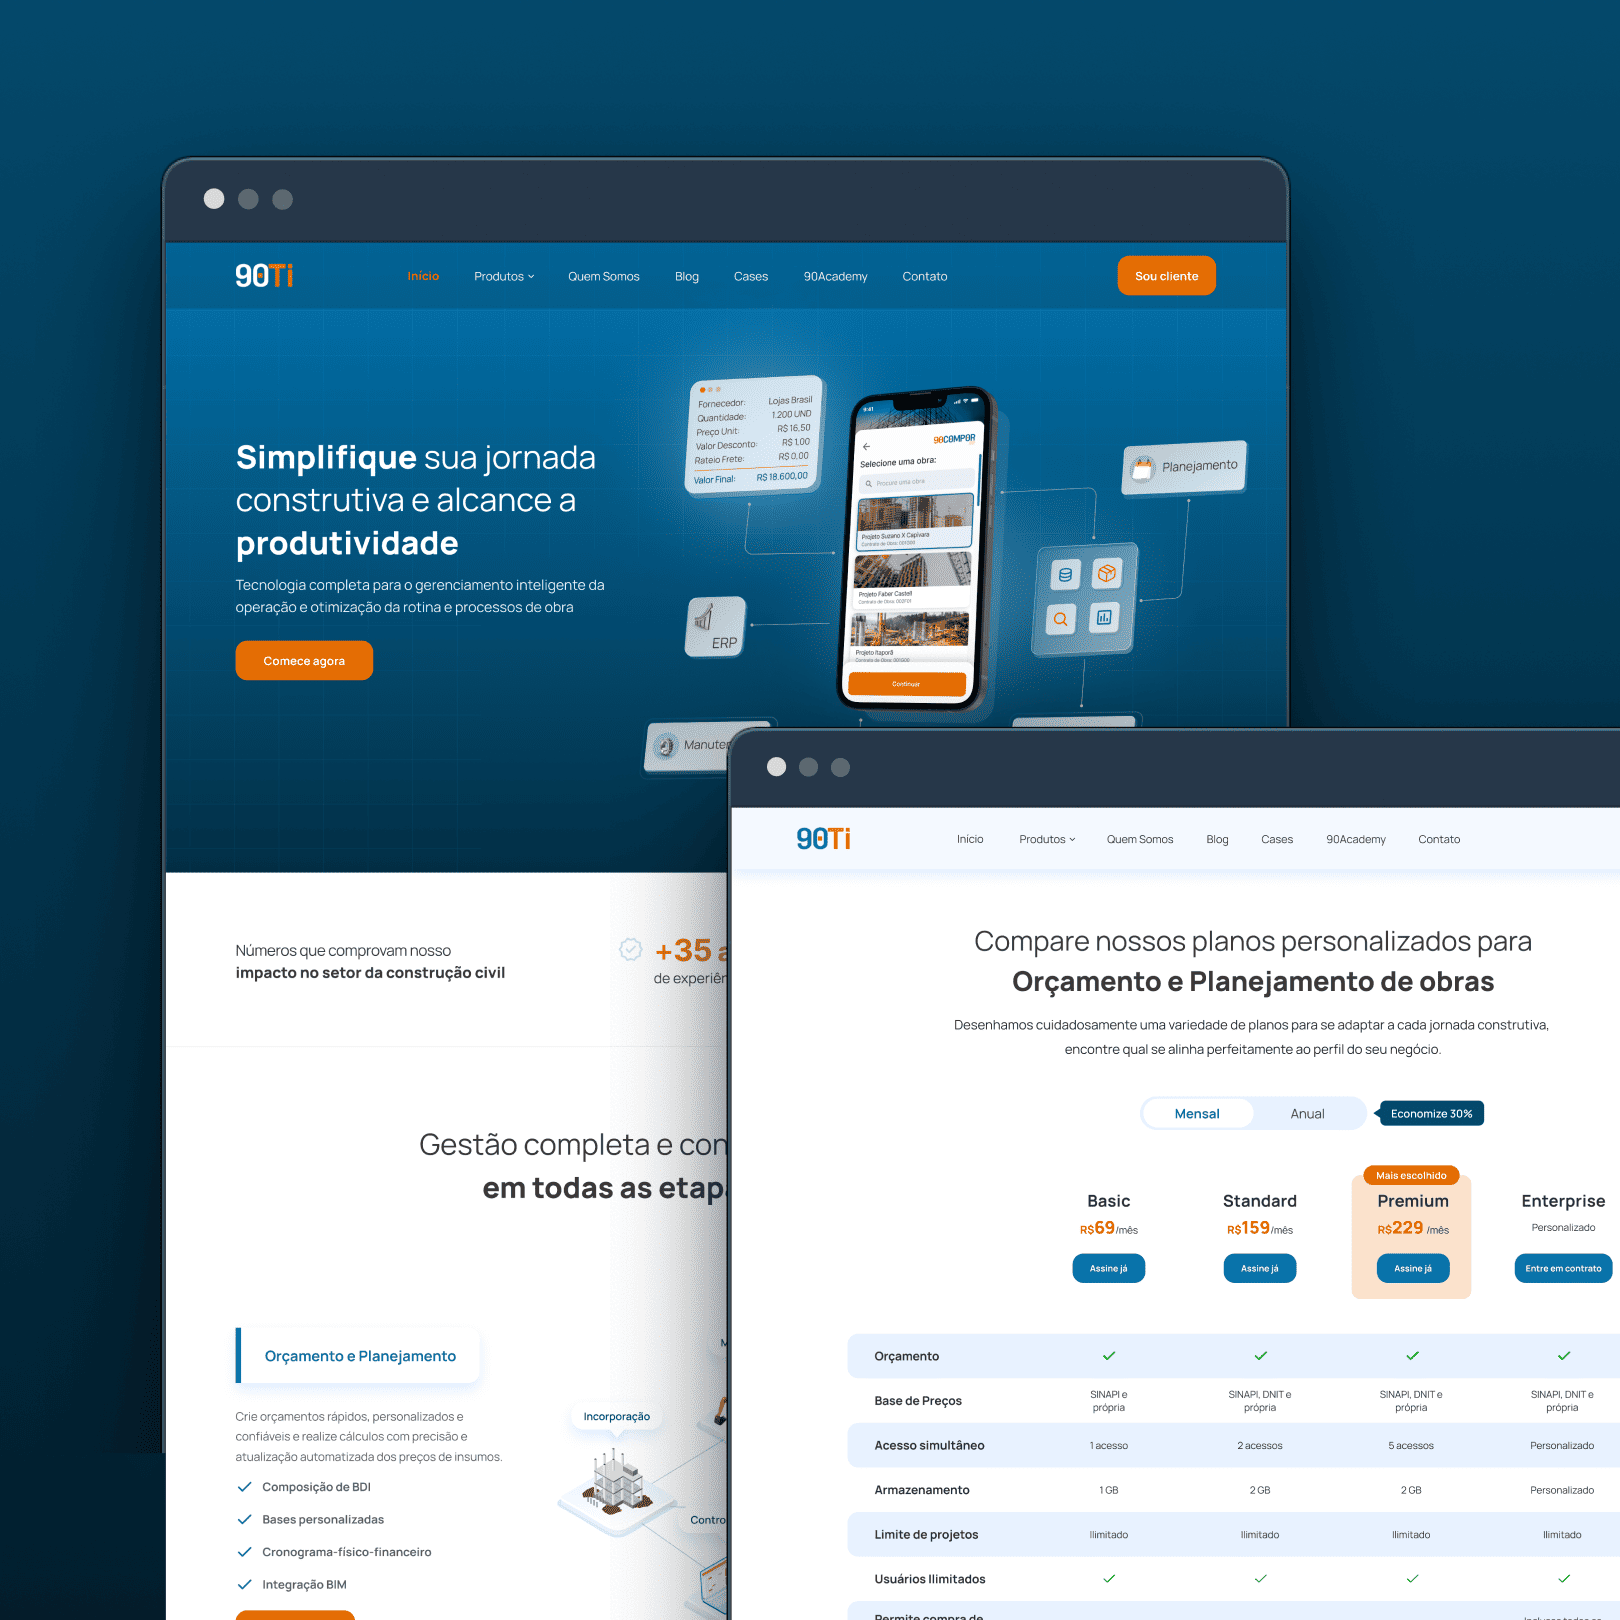 90Ti
Início
Produtos
Quem Somos
Blog
Cases
90Academy
Contato
Sou cliente
Simplifique sua jornada
construtiva e alcance a
produtividade
Tecnologia completa para o gerenciamento inteligente da
operação e otimização da rotina e processos de obra
Comece agora
Fornecedor: Lojas Brasil
Quantidade: 1.200 UND
Preço Unit: R$ 16,50
Valor Desconto: R$ 1,00
Rateio Frete: R$ 0,00
Valor Final: R$ 18.600,00
ERP
9:41
90COMPOR
Selecione uma obra:
Procure uma obra
Projeto Suzano X Capivara
Contrato de Obra: 001S00
Projeto Faber Castell
Contrato de Obra: 000F01
Projeto Itaporã
Continuar
Planejamento
Números que comprovam nosso
impacto no setor da construção civil
+35
Gestão completa e
em todas as
Orçamento e Planejamento
Crie orçamentos rápidos, personalizados e
confiáveis e realize cálculos com precisão e
atualização automatizada dos preços de insumos.
Composição de BDI
Bases personalizadas
Cronograma-físico-financeiro
Integração BIM
Incorporação
90Ti
Início
Produtos
Quem Somos
Blog
Cases
90Academy
Contato
Compare nossos planos personalizados para
Orçamento e Planejamento de obras
Desenhamos cuidadosamente uma variedade de planos para se adaptar a cada jornada construtiva,
encontre qual se alinha perfeitamente ao perfil do seu negócio.
Mensal
Anual
Economize 30%
Mais escolhido
Basic
Standard
Premium
Enterprise
R$69/mês
R$159/mês
R$229 /mês
Personalizado
Assine já
Assine já
Assine já
Entre em contrato
Orçamento
Base de Preços
SINAPI e
própria
SINAPI, DNIT e
própria
SINAPI, DNIT e
própria
SINAPI, DNIT e
própria
Acesso simultâneo 1 acesso 2 acessos 5 acessos Personalizado
Armazenamento 1 GB 2 GB 2 GB Personalizado
Limite de projetos Ilimitado Ilimitado Ilimitado Ilimitado
Usuários Ilimitados
Permite compra de